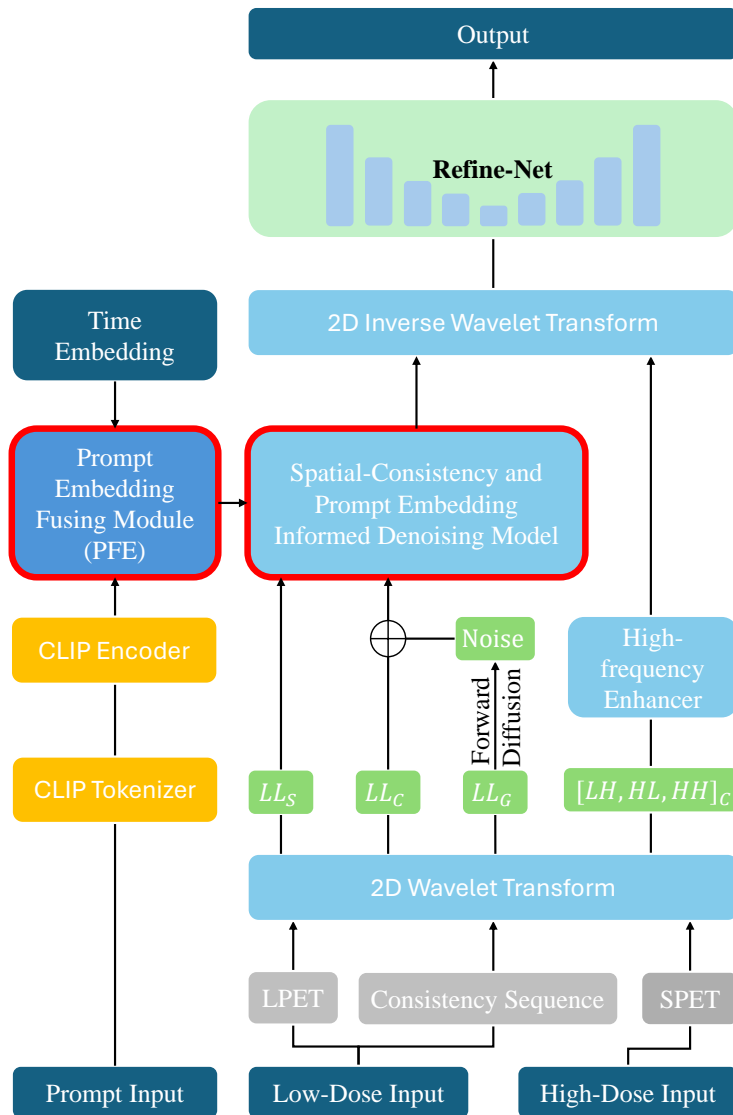 Output
Refine-Net
2D Inverse Wavelet Transform
Time
Embedding
Prompt
Embedding
Fusing Module
(PFE)
Spatial-Consistency and
Prompt Embedding
Informed Denoising Model
CLIP Encoder
Noise
High-
frequency
Enhancer
Forward
Diffusion
CLIP Tokenizer
LL_S
LL_C
LL_G
[LH, HL, HH]_C
2D Wavelet Transform
LPET
Consistency Sequence
SPET
Prompt Input
Low-Dose Input
High-Dose Input